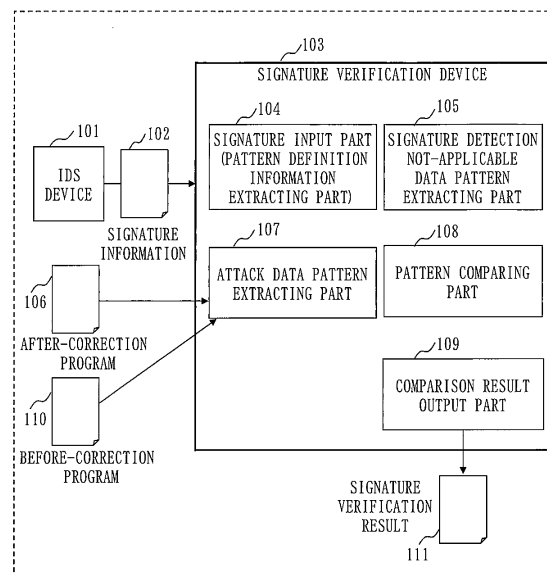 103
SIGNATURE VERIFICATION DEVICE
101
IDS
DEVICE
102
SIGNATURE
INFORMATION
104
SIGNATURE INPUT PART
(PATTERN DEFINITION
INFORMATION
EXTRACTING PART)
105
SIGNATURE DETECTION
NOT-APPLICABLE
DATA PATTERN
EXTRACTING PART
106
AFTER-CORRECTION
PROGRAM
107
ATTACK DATA PATTERN
EXTRACTING PART
108
PATTERN COMPARING
PART
110
BEFORE-CORRECTION
PROGRAM
109
COMPARISON RESULT
OUTPUT PART
SIGNATURE
VERIFICATION
RESULT
111